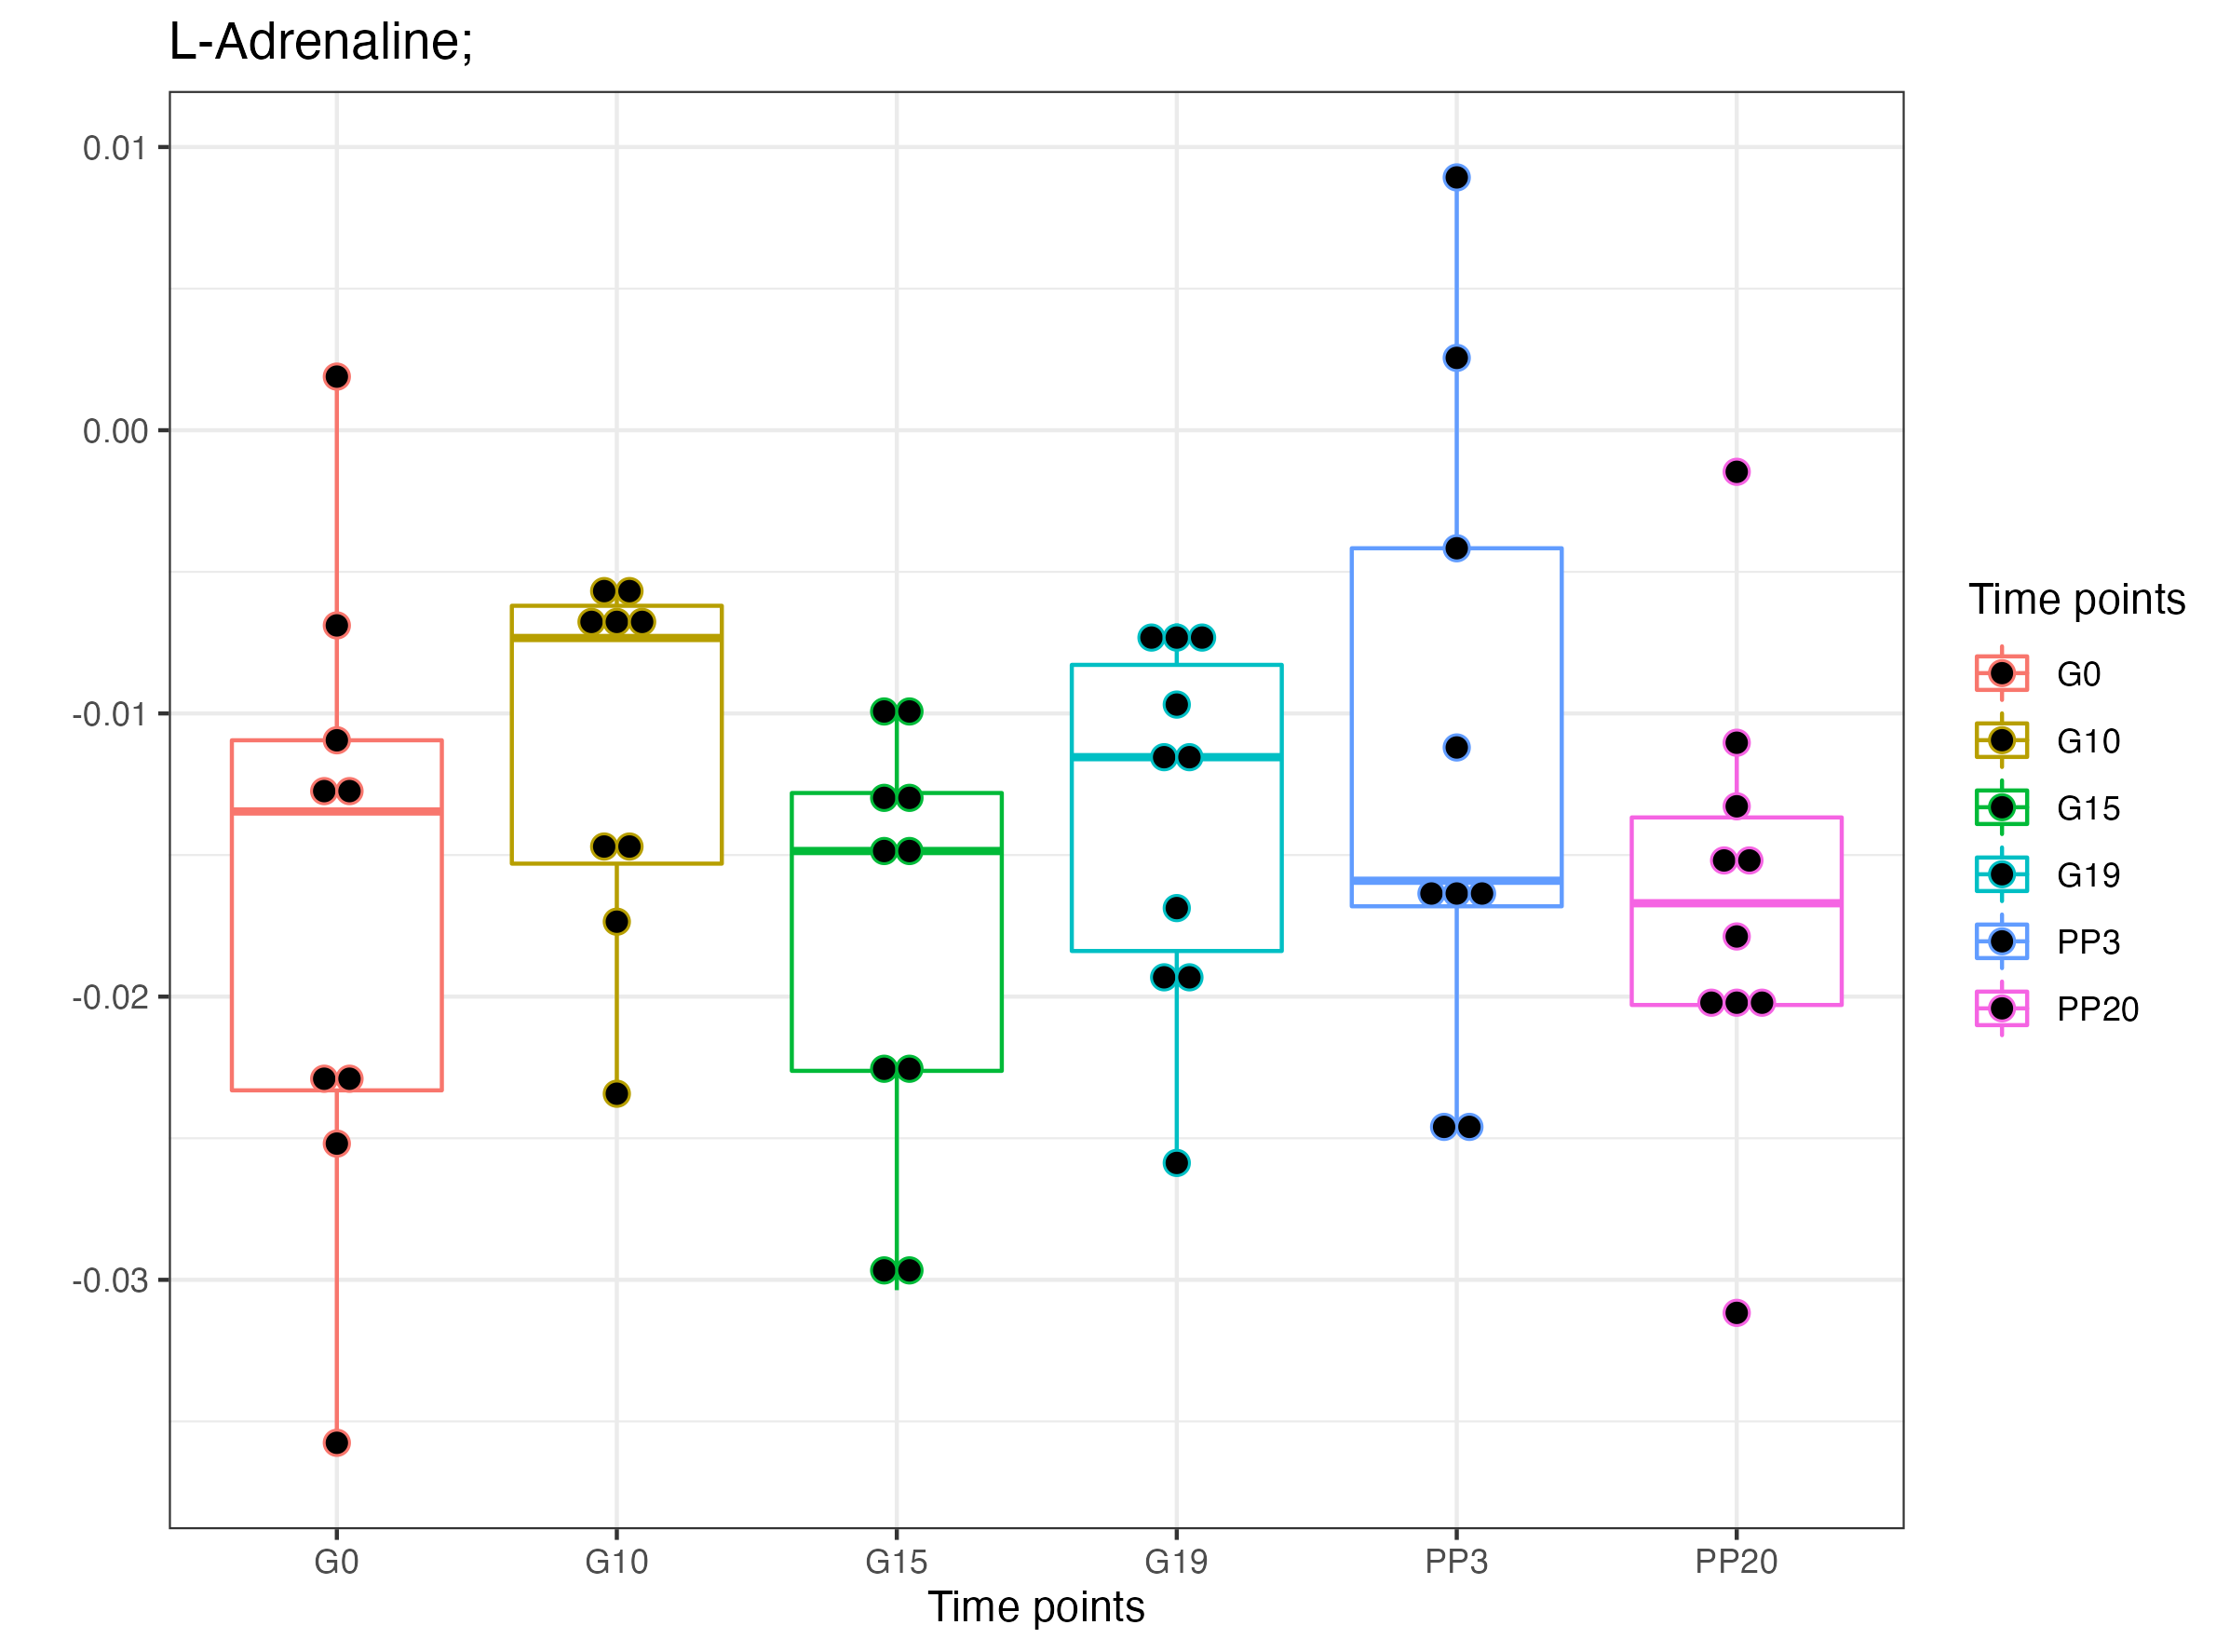 L-Adrenaline;
0.01
0.00
-0.01
-0.02
-0.03
G0 G10 G15 G19 PP3 PP20
Time points
Time points
G0
G10
G15
G19
PP3
PP20